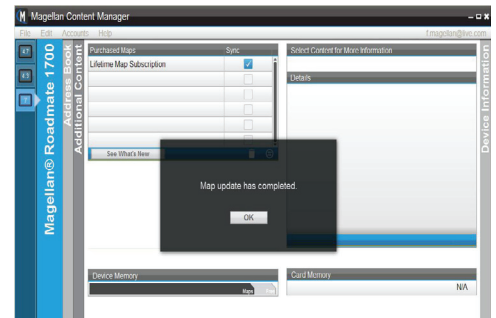 Magellan Content Manager
File Edit Accounts Help
f.magellan@live.com
Magellan® Roadmate 1700
Address Book
Additional Content
Purchased Maps Sync
Lifetime Map Subscription
See What's New
Select Content for More Information
Details
Device Information
Map update has completed.
OK
Device Memory
Maps
Card Memory
N/A